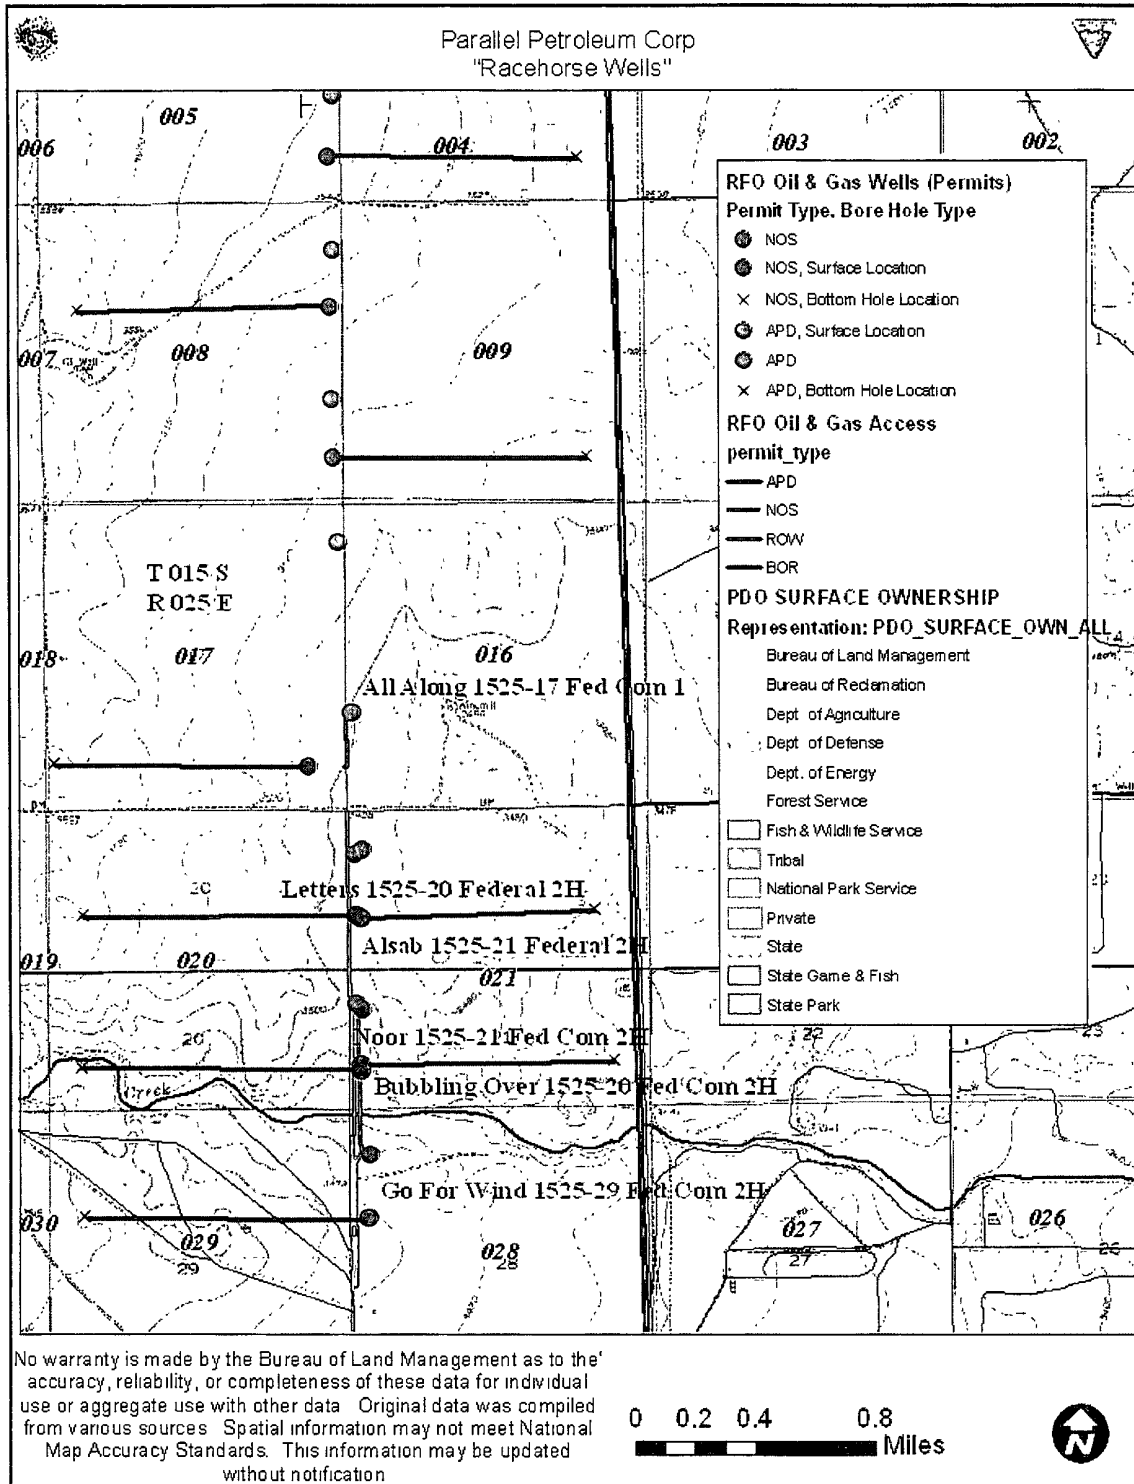 Parallel Petroleum Corp
"Racehorse Wells"
005
006
004
003
002
RFO Oil & Gas Wells (Permits)
Permit Type. Bore Hole Type
NOS
NOS, Surface Location
NOS, Bottom Hole Location
APD, Surface Location
APD
APD, Bottom Hole Location
RFO Oil & Gas Access
permit_type
APD
NOS
ROW
BOR
PDO SURFACE OWNERSHIP
Representation: PDO_SURFACE_OWN_ALL
Bureau of Land Management
Bureau of Reclamation
Dept of Agriculture
Dept of Defense
Dept. of Energy
Forest Service
Fish & Wildlife Service
Tribal
National Park Service
Private
State
State Game & Fish
State Park
007
008
009
T 015 S
R 025 E
018
017
016
All Along 1525-17 Fed Com 1
20
Letters 1525-20 Federal 2H
Alsab 1525-21 Federal 2H
019
020
021
20
Noor 1525-21 Fed Com 2H
22
23
Bubbling Over 1525-20 Fed Com 2H
Creek
Go For Wind 1525-29 Fed Com 2H
030
029
29
028
28
027
27
026
No warranty is made by the Bureau of Land Management as to the'
accuracy, reliability, or completeness of these data for individual
use or aggregate use with other data Original data was compiled
from various sources Spatial information may not meet National
Map Accuracy Standards. This information may be updated
without notification
0 0.2 0.4 0.8
Miles
N